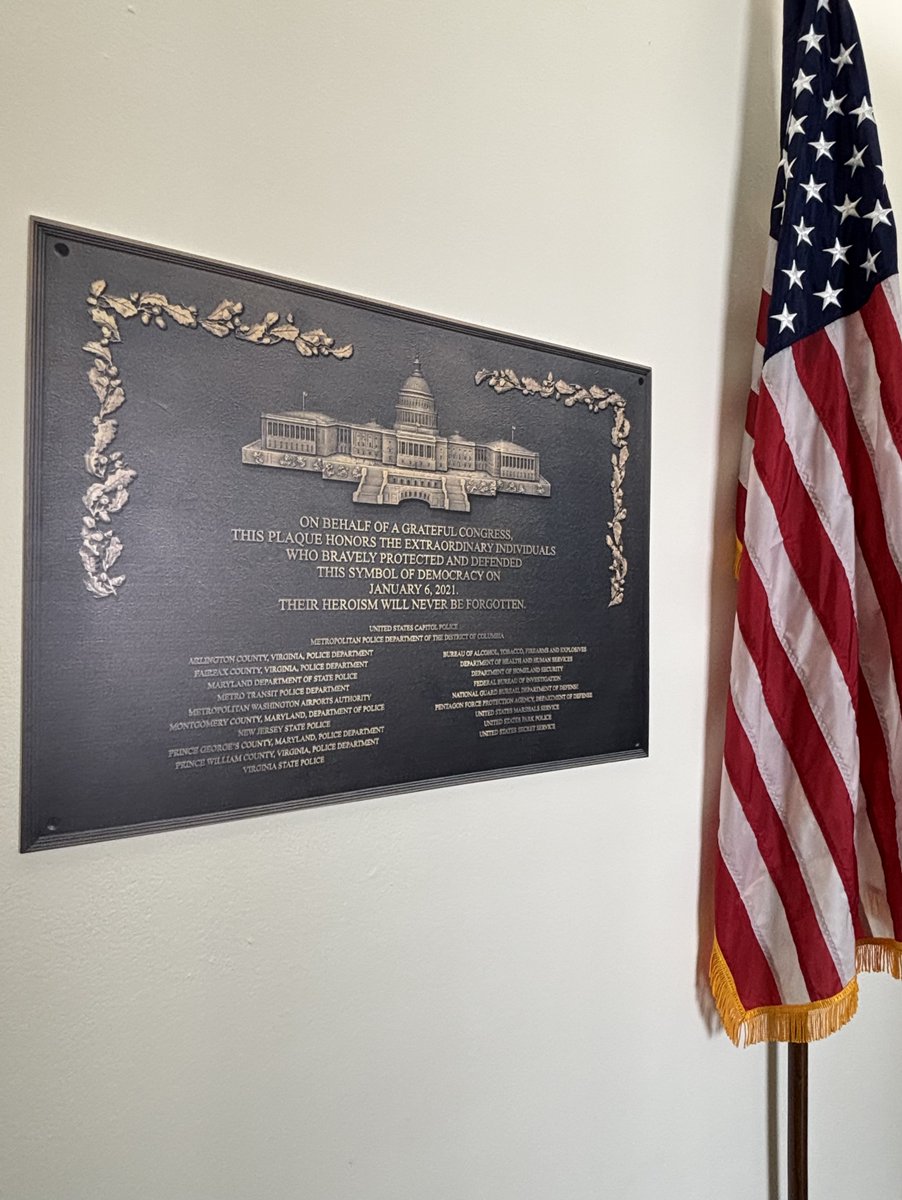 ON BEHALF OF A GRATEFUL CONGRESS,
THIS PLAQUE HONORS THE EXTRAORDINARY INDIVIDUALS
WHO BRAVELY PROTECTED AND DEFENDED
THIS SYMBOL OF DEMOCRACY ON
JANUARY 6, 2021.
THEIR HEROISM WILL NEVER BE FORGOTTEN.
UNITED STATES CAPITOL POLICE
METROPOLITAN POLICE DEPARTMENT OF THE DISTRICT OF COLUMBIA
ARLINGTON COUNTY, VIRGINIA, POLICE DEPARTMENT
FAIRFAX COUNTY, VIRGINIA, POLICE DEPARTMENT
MARYLAND DEPARTMENT OF STATE POLICE
METRO TRANSIT POLICE DEPARTMENT
METROPOLITAN WASHINGTON AIRPORTS AUTHORITY
MONTGOMERY COUNTY, MARYLAND, DEPARTMENT OF POLICE
NEW JERSEY STATE POLICE
PRINCE GEORGE'S COUNTY, MARYLAND, POLICE DEPARTMENT
PRINCE WILLIAM COUNTY, VIRGINIA, POLICE DEPARTMENT
VIRGINIA STATE POLICE
BUREAU OF ALCOHOL, TOBACCO, FIREARMS AND EXPLOSIVES
DEPARTMENT OF HEALTH AND HUMAN SERVICES
DEPARTMENT OF HOMELAND SECURITY
FEDERAL BUREAU OF INVESTIGATION
NATIONAL GUARD BUREAU, DEPARTMENT OF DEFENSE
PENTAGON FORCE PROTECTION AGENCY, DEPARTMENT OF DEFENSE
UNITED STATES MARSHALS SERVICE
UNITED STATES PARK POLICE
UNITED STATES SECRET SERVICE